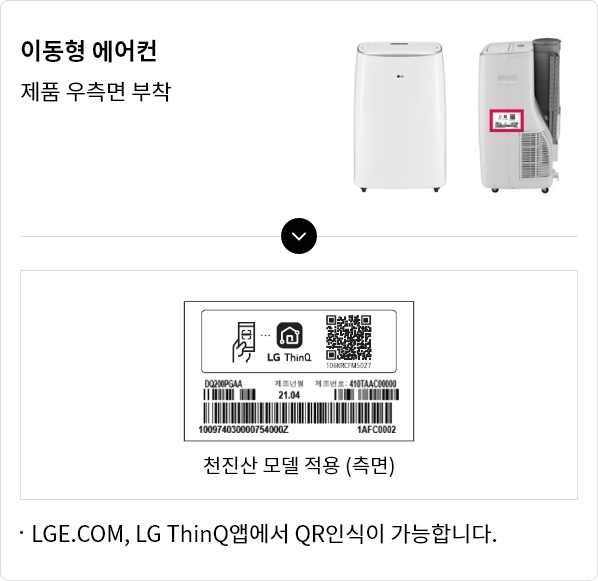 이동형 에어컨
제품 우측면 부착
LG
LG ThinQ
106KRCFM5027
DQ200PGAA 제조년월 제조번호: 410TAAC00000
21.04
100974030000754000Z 1AFC0002
천진산 모델 적용 (측면)
· LGE.COM, LG ThinQ앱에서 QR인식이 가능합니다.